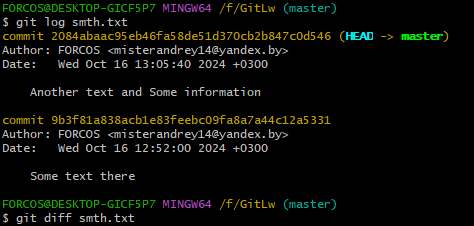 FORCOS@DESKTOP-GICF5P7 MINGW64 /f/GitLw (master)
$ git log smth.txt
commit 2084abaac95eb46fa58de51d370cb2b847c0d546 (HEAD -> master)
Author: FORCOS <misterandrey14@yandex.by>
Date:   Wed Oct 16 13:05:40 2024 +0300

    Another text and Some information

commit 9b3f81a838acb1e83feebc09fa8a7a44c12a5331
Author: FORCOS <misterandrey14@yandex.by>
Date:   Wed Oct 16 12:52:00 2024 +0300

    Some text there

FORCOS@DESKTOP-GICF5P7 MINGW64 /f/GitLw (master)
$ git diff smth.txt